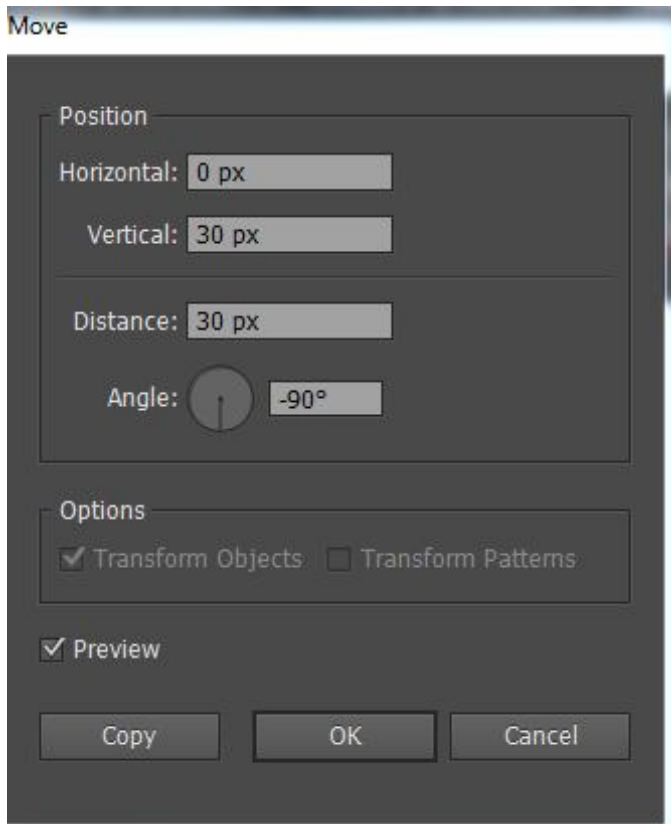 Move
Position
Horizontal: 0 px
Vertical: 30 px
Distance: 30 px
Angle: -90°
Options
Transform Objects Transform Patterns
Preview
Copy OK Cancel